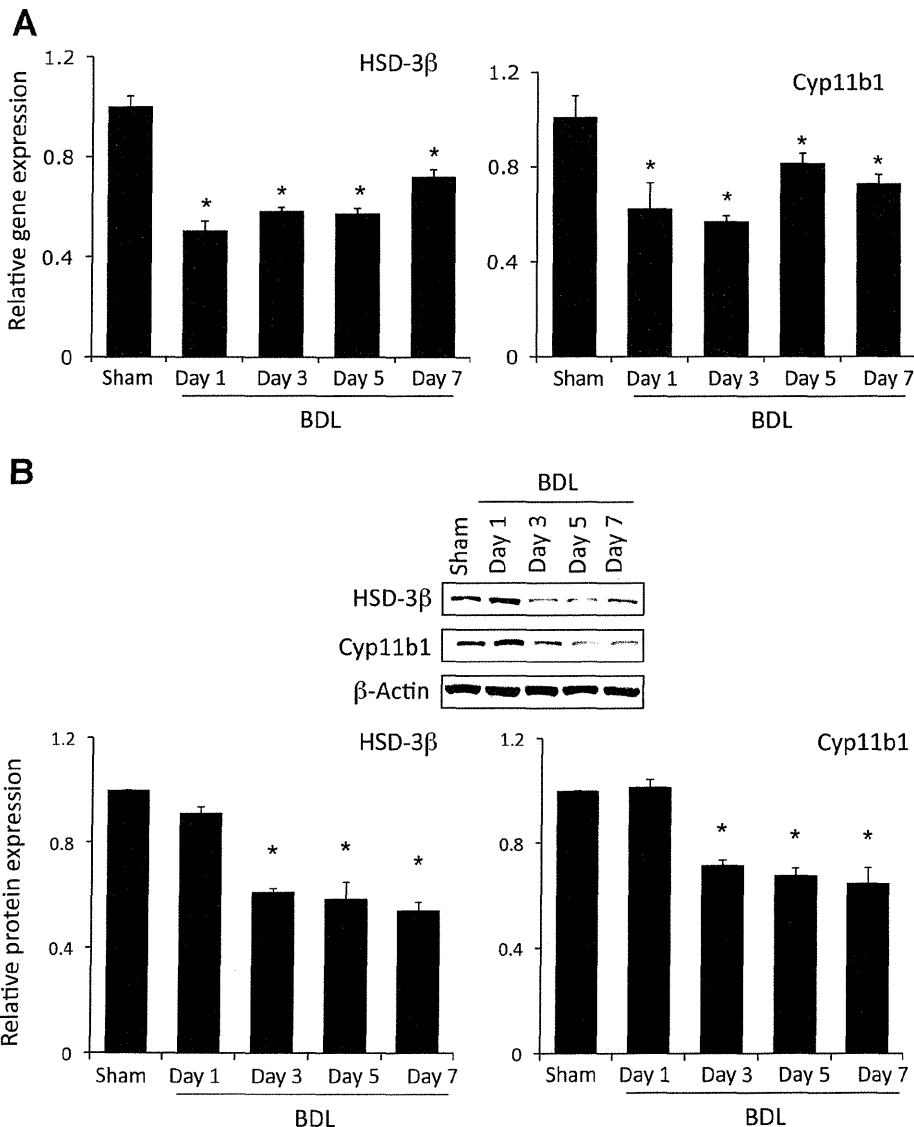 A
HSD-3β
Relative gene expression
1.2
0.8
0.4
0
*
*
*
*
Sham Day 1 Day 3 Day 5 Day 7
BDL
Cyp11b1
1.2
0.8
0.4
0
*
*
*
*
Sham Day 1 Day 3 Day 5 Day 7
BDL
B
BDL
Sham Day 1 Day 3 Day 5 Day 7
HSD-3β
Cyp11b1
β-Actin
HSD-3β
Relative protein expression
1.2
0.8
0.4
0
* * *
Sham Day 1 Day 3 Day 5 Day 7
BDL
Cyp11b1
1.2
0.8
0.4
0
* * *
Sham Day 1 Day 3 Day 5 Day 7
BDL